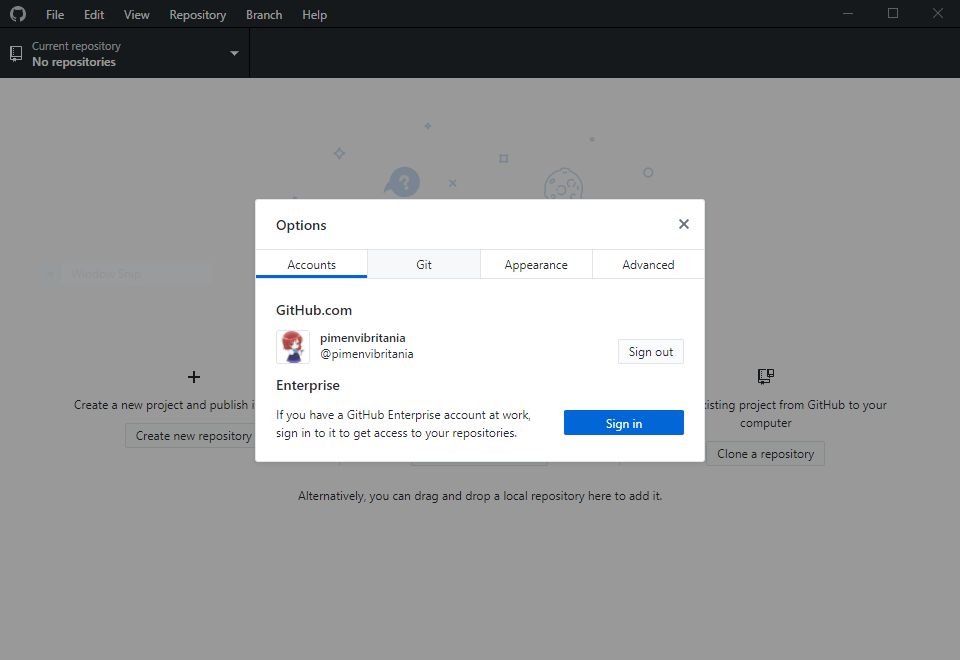 File Edit View Repository Branch Help
Current repository
No repositories
Window Snip
Options
Accounts Git Appearance Advanced
GitHub.com
pimenvibritania
@pimenvibritania
Sign out
Enterprise
If you have a GitHub Enterprise account at work,
sign in to it to get access to your repositories.
Sign in
Create a new project and publish i
Create new repository
xisting project from GitHub to your
computer
Clone a repository
Alternatively, you can drag and drop a local repository here to add it.